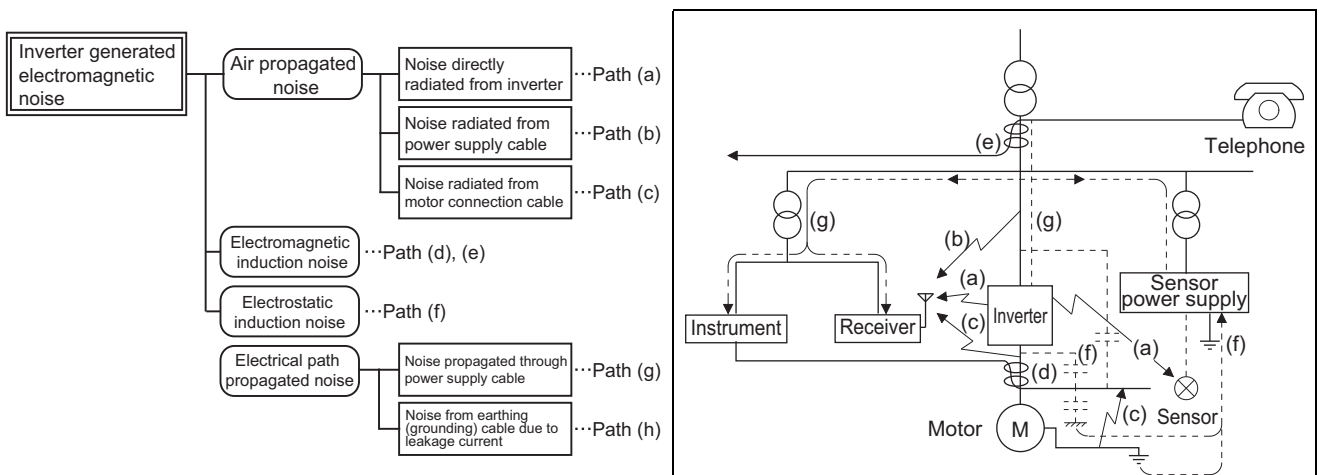 Inverter generated
electromagnetic
noise
Air propagated
noise
Noise directly
radiated from inverter
···Path (a)
Noise radiated from
power supply cable
···Path (b)
Noise radiated from
motor connection cable
···Path (c)
Electromagnetic
induction noise
···Path (d), (e)
Electrostatic
induction noise
···Path (f)
Electrical path
propagated noise
Noise propagated through
power supply cable
···Path (g)
Noise from earthing
(grounding) cable due to
leakage current
···Path (h)
(e)
Telephone
(g)
(g)
(b)
(a)
Sensor
power supply
Instrument
Receiver
Inverter
(c)
(f)
(a)
(f)
(d)
(c)
Sensor
Motor
M